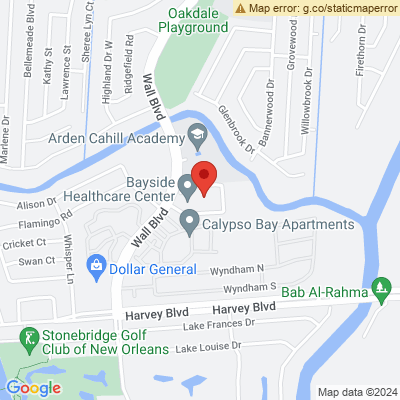 Oakdale
Playground
Map error: g.co/staticmaperror
Bellemeade Blvd
Sheree Lyn Ct
Kathy St
Lawrence St
Highland Dr W
Ridgefield Rd
Marlene Dr
Wall Blvd
Glenbrook Dr
Bannerwood Dr
Grovewood Dr
Willowbrook Dr
Firethorn Dr
Arden Cahill Academy
Bayside
Healthcare Center
Alison Dr
Flamingo Rd
Cricket Ct
Swan Ct
Whisper Ln
Wall Blvd
Calypso Bay Apartments
Dollar General
Wyndham N
Wyndham S
Bab Al-Rahma
Harvey Blvd
Harvey Blvd
Lake Frances Dr
Stonebridge Golf
Club of New Orleans
Lake Louise Dr
Google
Map data ©2024